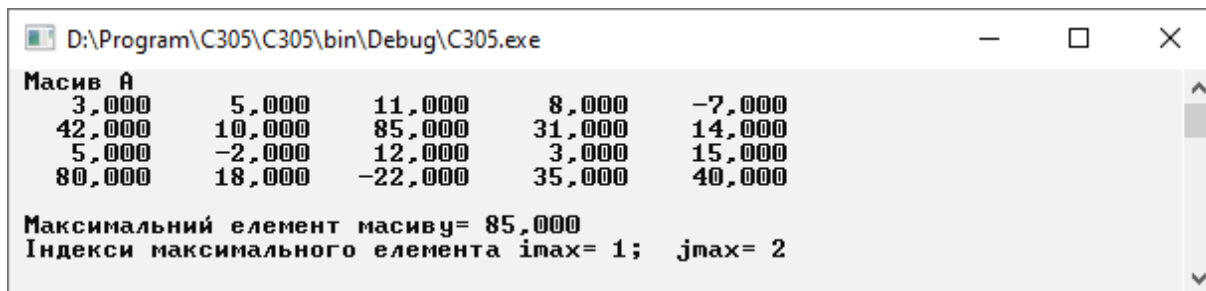 D:\Program\C305\C305\bin\Debug\C305.exe
Масив А
3,000 5,000 11,000 8,000 -7,000
42,000 10,000 85,000 31,000 14,000
5,000 -2,000 12,000 3,000 15,000
80,000 18,000 -22,000 35,000 40,000
Максимальний елемент масиву= 85,000
Індекси максимального елемента imax= 1; jmax= 2